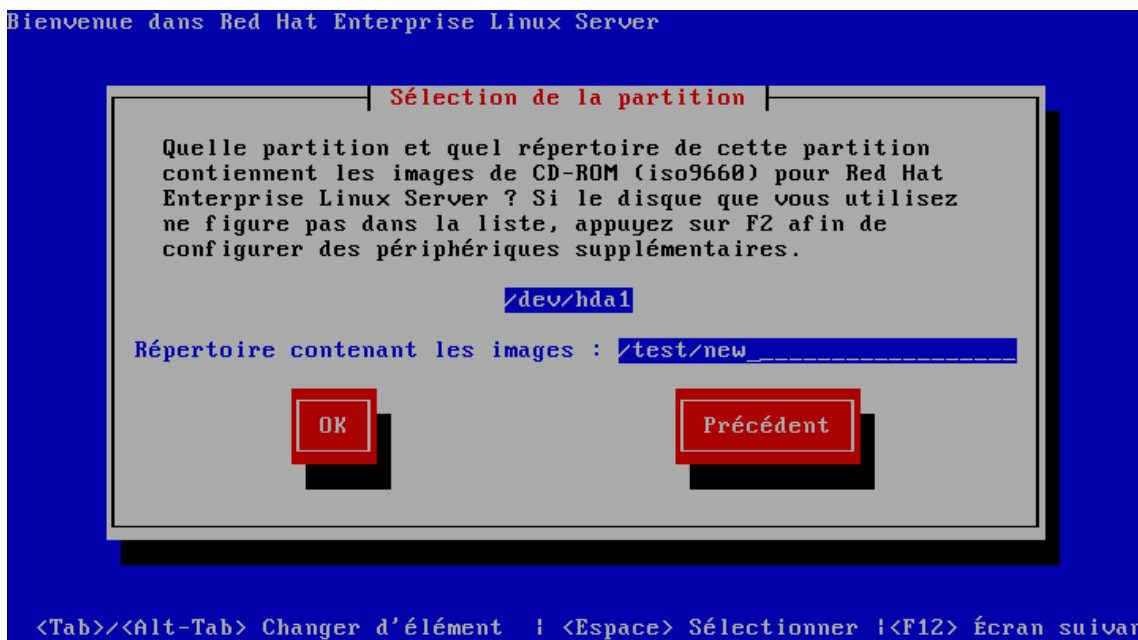 Bienvenue dans Red Hat Enterprise Linux Server
Sélection de la partition
Quelle partition et quel répertoire de cette partition
contiennent les images de CD-ROM (iso9660) pour Red Hat
Enterprise Linux Server ? Si le disque que vous utilisez
ne figure pas dans la liste, appuyez sur F2 afin de
configurer des périphériques supplémentaires.
/dev/hda1
Répertoire contenant les images : /test/new__________________
OK Précédent
<Tab>/<Alt-Tab> Changer d'élément | <Espace> Sélectionner |<F12> Écran suivan